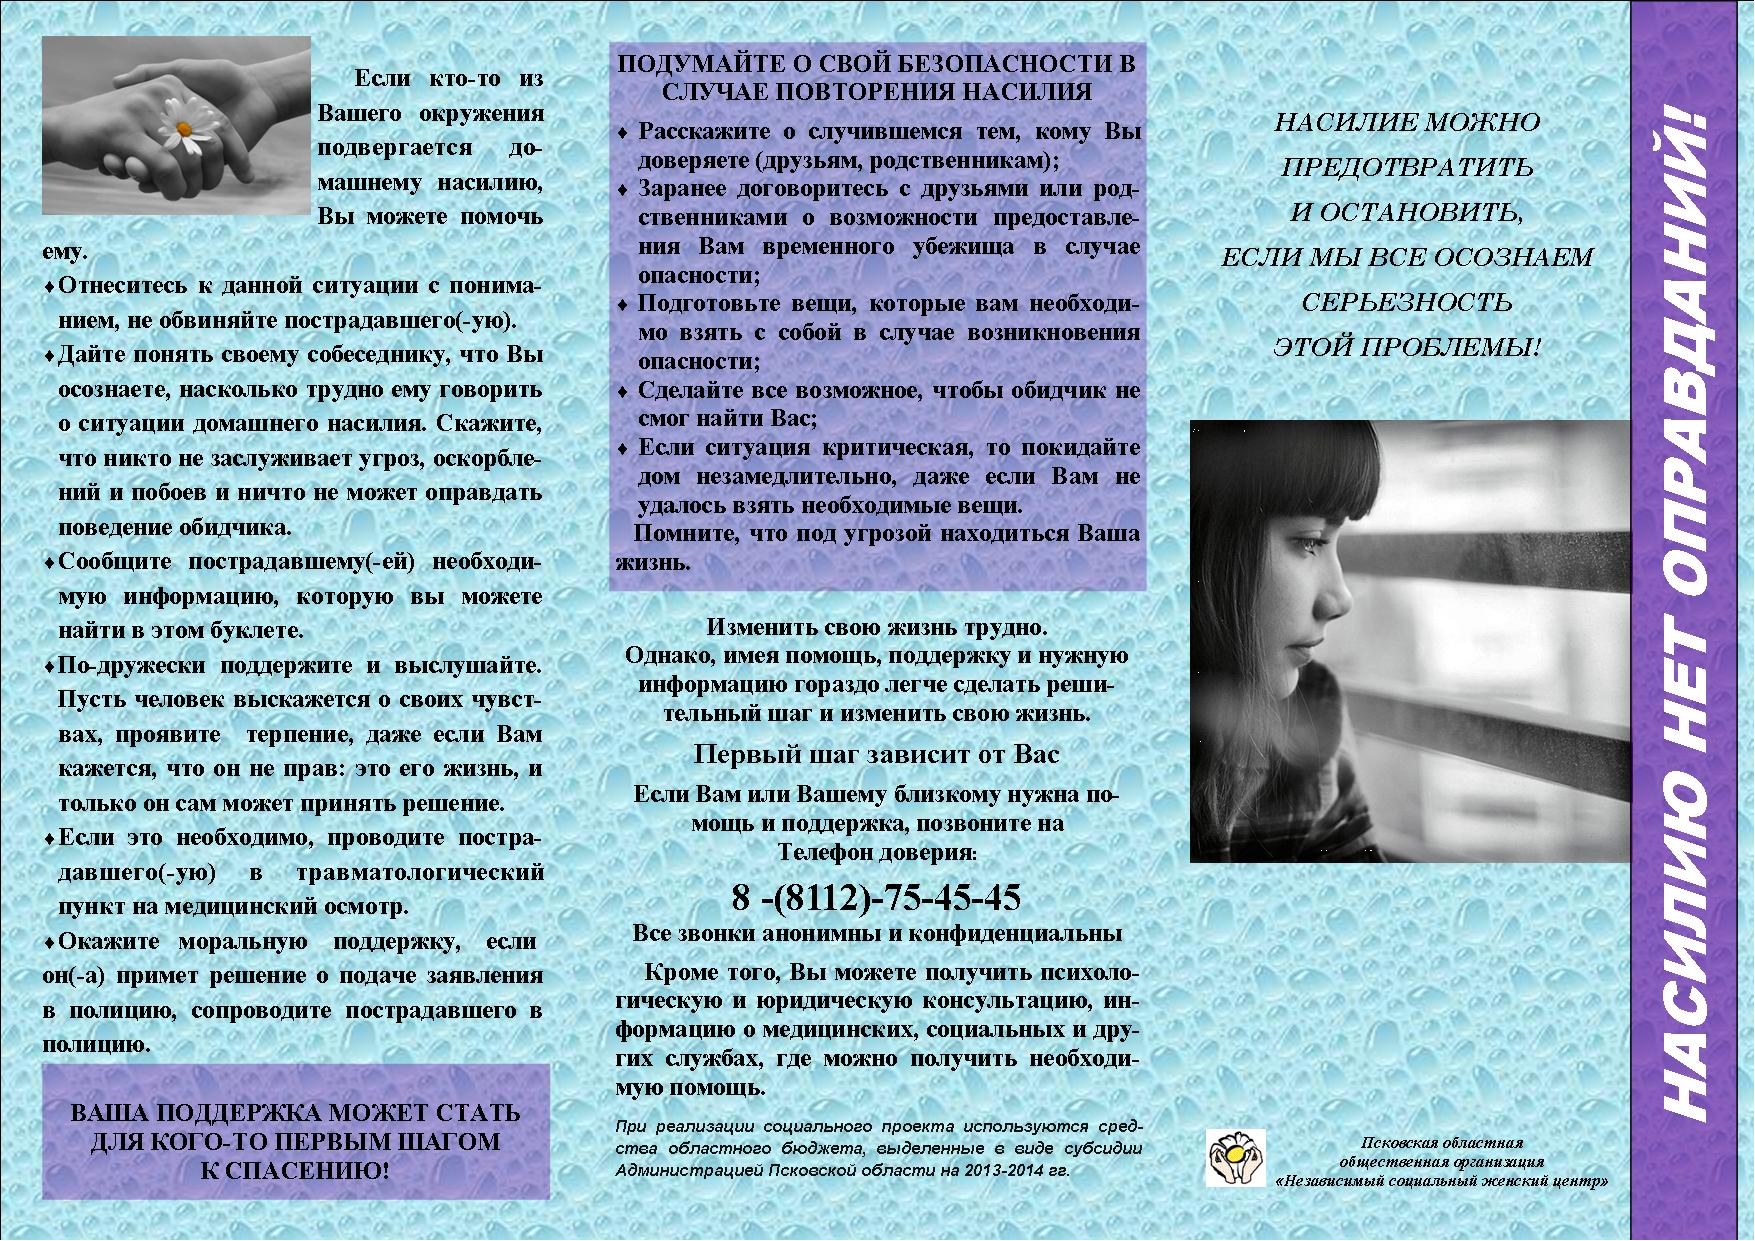 Если кто-то из
Вашего окружения
подвергается до-
машнему насилию,
Вы можете помочь
ему.
♦Отнеситесь к данной ситуации с понима-
нием, не обвиняйте пострадавшего(-ую).
♦Дайте понять своему собеседнику, что Вы
осознаете, насколько трудно ему говорить
о ситуации домашнего насилия. Скажите,
что никто не заслуживает угроз, оскорбле-
ний и побоев и ничто не может оправдать
поведение обидчика.
♦Сообщите пострадавшему(-ей) необходи-
мую информацию, которую вы можете
найти в этом буклете.
♦По-дружески поддержите и выслушайте.
Пусть человек выскажется о своих чувст-
вах, проявите терпение, даже если Вам
кажется, что он не прав: это его жизнь, и
только он сам может принять решение.
♦Если это необходимо, проводите постра-
давшего(-ую) в травматологический
пункт на медицинский осмотр.
♦Окажите моральную поддержку, если
он(-а) примет решение о подаче заявления
в полицию, сопроводите пострадавшего в
полицию.
ВАША ПОДДЕРЖКА МОЖЕТ СТАТЬ
ДЛЯ КОГО-ТО ПЕРВЫМ ШАГОМ
К СПАСЕНИЮ!
ПОДУМАЙТЕ О СВОЙ БЕЗОПАСНОСТИ В
СЛУЧАЕ ПОВТОРЕНИЯ НАСИЛИЯ
♦ Расскажите о случившемся тем, кому Вы
доверяете (друзьям, родственникам);
♦ Заранее договоритесь с друзьями или род-
ственниками о возможности предоставле-
ния Вам временного убежища в случае
опасности;
♦ Подготовьте вещи, которые вам необходи-
мо взять с собой в случае возникновения
опасности;
♦ Сделайте все возможное, чтобы обидчик не
смог найти Вас;
♦ Если ситуация критическая, то покидайте
дом незамедлительно, даже если Вам не
удалось взять необходимые вещи.
Помните, что под угрозой находиться Ваша
жизнь.
Изменить свою жизнь трудно.
Однако, имея помощь, поддержку и нужную
информацию гораздо легче сделать реши-
тельный шаг и изменить свою жизнь.
Первый шаг зависит от Вас
Если Вам или Вашему близкому нужна по-
мощь и поддержка, позвоните на
Телефон доверия:
8 -(8112)-75-45-45
Все звонки анонимны и конфиденциальны
Кроме того, Вы можете получить психоло-
гическую и юридическую консультацию, ин-
формацию о медицинских, социальных и дру-
гих службах, где можно получить необходи-
мую помощь.
При реализации социального проекта используются сред-
ства областного бюджета, выделенные в виде субсидии
Администрацией Псковской области на 2013-2014 гг.
НАСИЛИЕ МОЖНО
ПРЕДОТВРАТИТЬ
И ОСТАНОВИТЬ,
ЕСЛИ МЫ ВСЕ ОСОЗНАЕМ
СЕРЬЕЗНОСТЬ
ЭТОЙ ПРОБЛЕМЫ!
Псковская областная
общественная организация
«Независимый социальный женский центр»
НАСИЛИЮ НЕТ ОПРАВДАНИЙ!